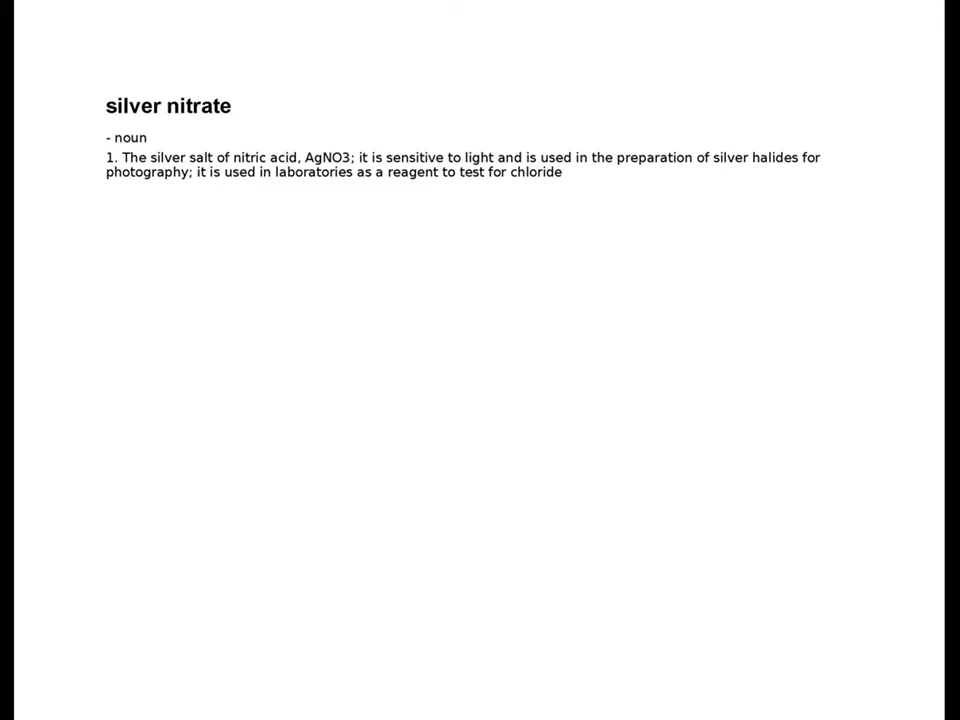 silver nitrate
- noun
1. The silver salt of nitric acid, AgNO3; it is sensitive to light and is used in the preparation of silver halides for
photography; it is used in laboratories as a reagent to test for chloride